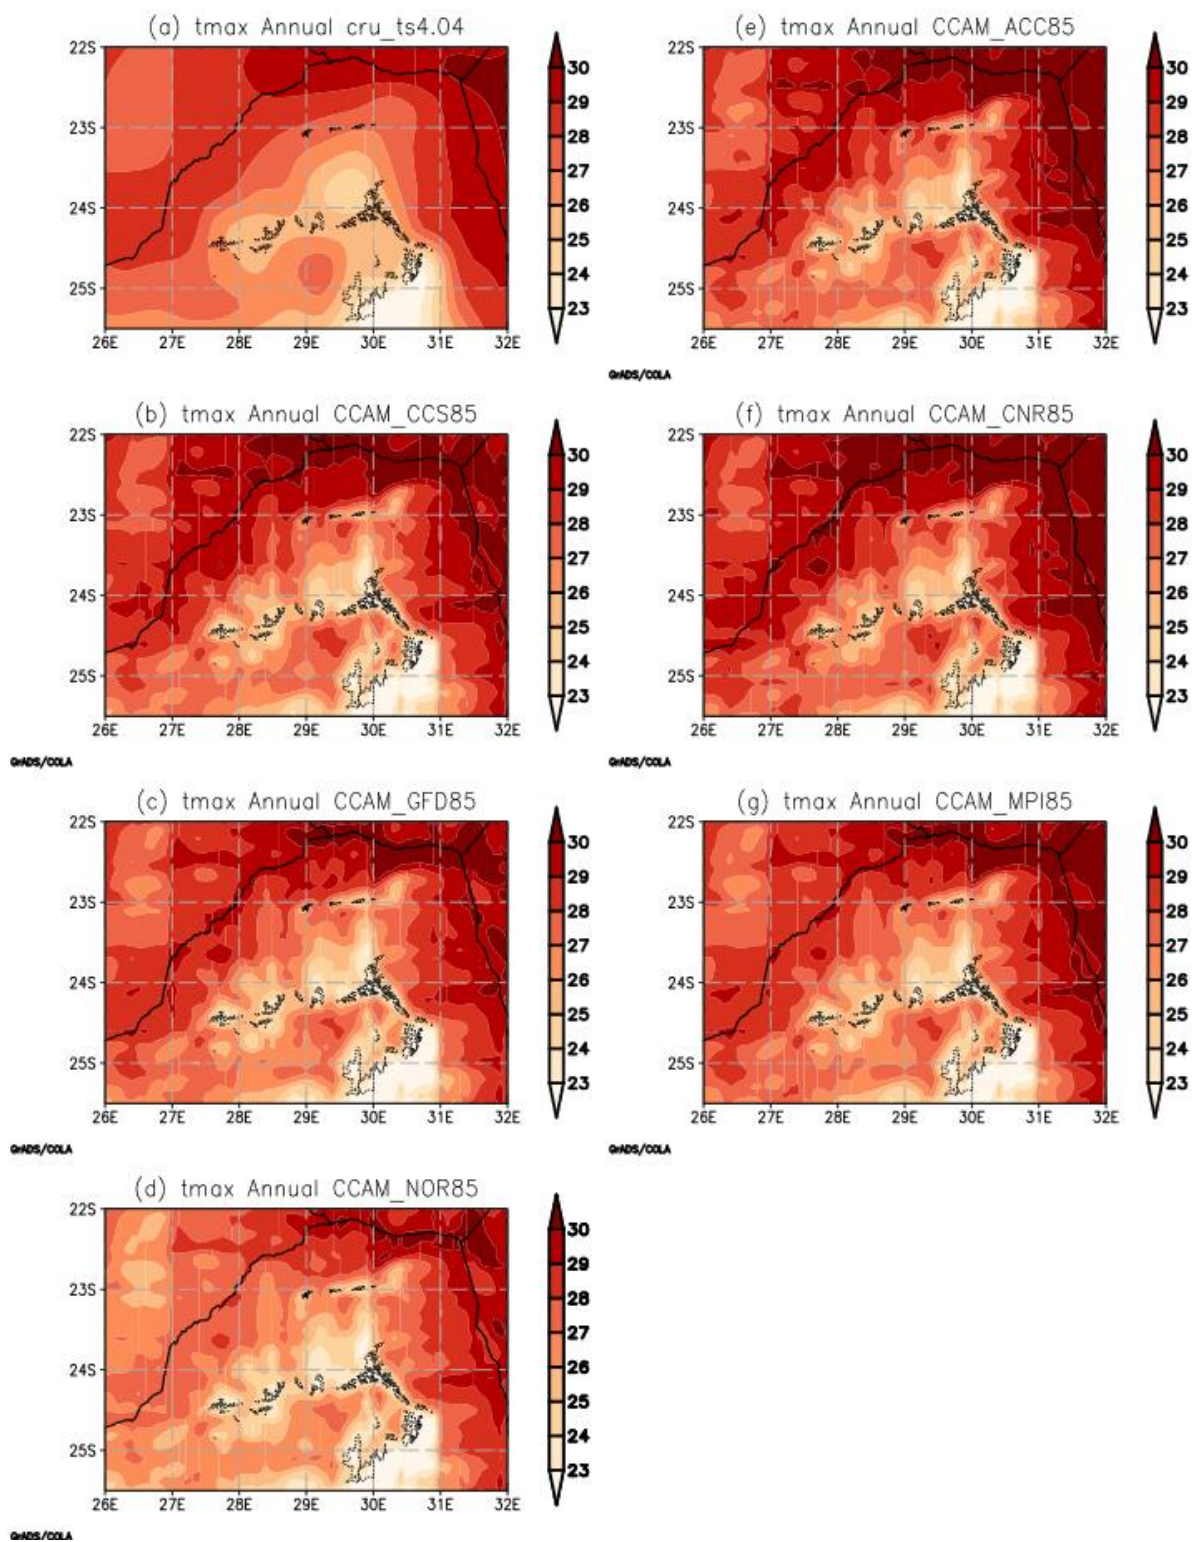 (a) tmax Annual cru_ts4.04
22S
23S
24S
25S
26E 27E 28E 29E 30E 31E 32E
30
29
28
27
26
25
24
23
(e) tmax Annual CCAM_ACC85
22S
23S
24S
25S
26E 27E 28E 29E 30E 31E 32E
30
29
28
27
26
25
24
23
GrADS/COLA
(b) tmax Annual CCAM_CCS85
22S
23S
24S
25S
26E 27E 28E 29E 30E 31E 32E
30
29
28
27
26
25
24
23
GrADS/COLA
(f) tmax Annual CCAM_CNR85
22S
23S
24S
25S
26E 27E 28E 29E 30E 31E 32E
30
29
28
27
26
25
24
23
GrADS/COLA
(c) tmax Annual CCAM_GFD85
22S
23S
24S
25S
26E 27E 28E 29E 30E 31E 32E
30
29
28
27
26
25
24
23
GrADS/COLA
(g) tmax Annual CCAM_MPI85
22S
23S
24S
25S
26E 27E 28E 29E 30E 31E 32E
30
29
28
27
26
25
24
23
GrADS/COLA
(d) tmax Annual CCAM_NOR85
22S
23S
24S
25S
26E 27E 28E 29E 30E 31E 32E
30
29
28
27
26
25
24
23
GrADS/COLA